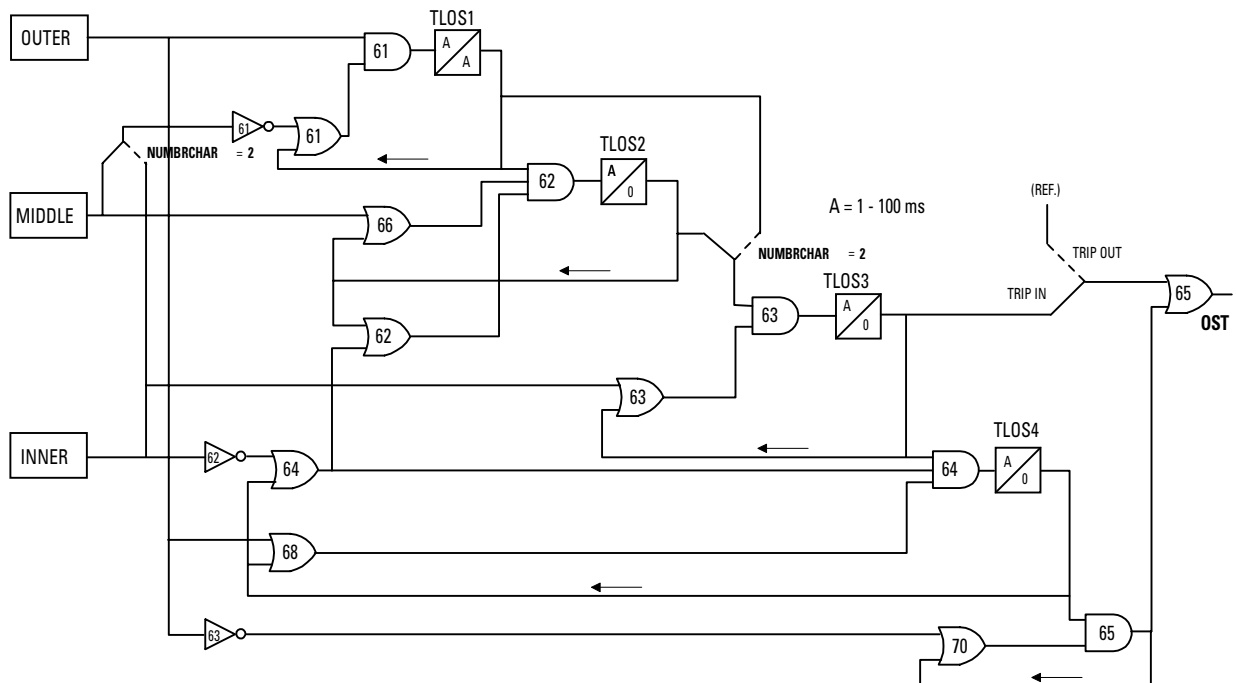 TLOS1
OUTER
61
A
A
61
61
NUMBRCHAR = 2
TLOS2
62
A
0
MIDDLE
66
A = 1 - 100 ms
(REF.)
TRIP OUT
NUMBRCHAR = 2
TLOS3
TRIP IN
65
OST
63
A
0
62
63
TLOS4
INNER
62
64
64
A
0
68
63
70
65